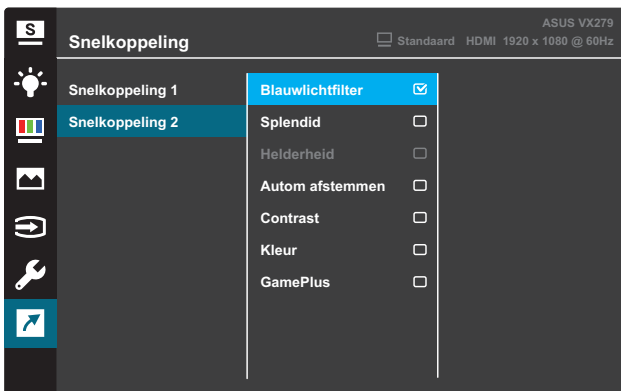 S
ASUS VX279
Snelkoppeling
Standaard HDMI 1920 x 1080 @ 60Hz
Snelkoppeling 1
Snelkoppeling 2
Blauwlichtfilter
Splendid
Helderheid
Autom afstemmen
Contrast
Kleur
GamePlus